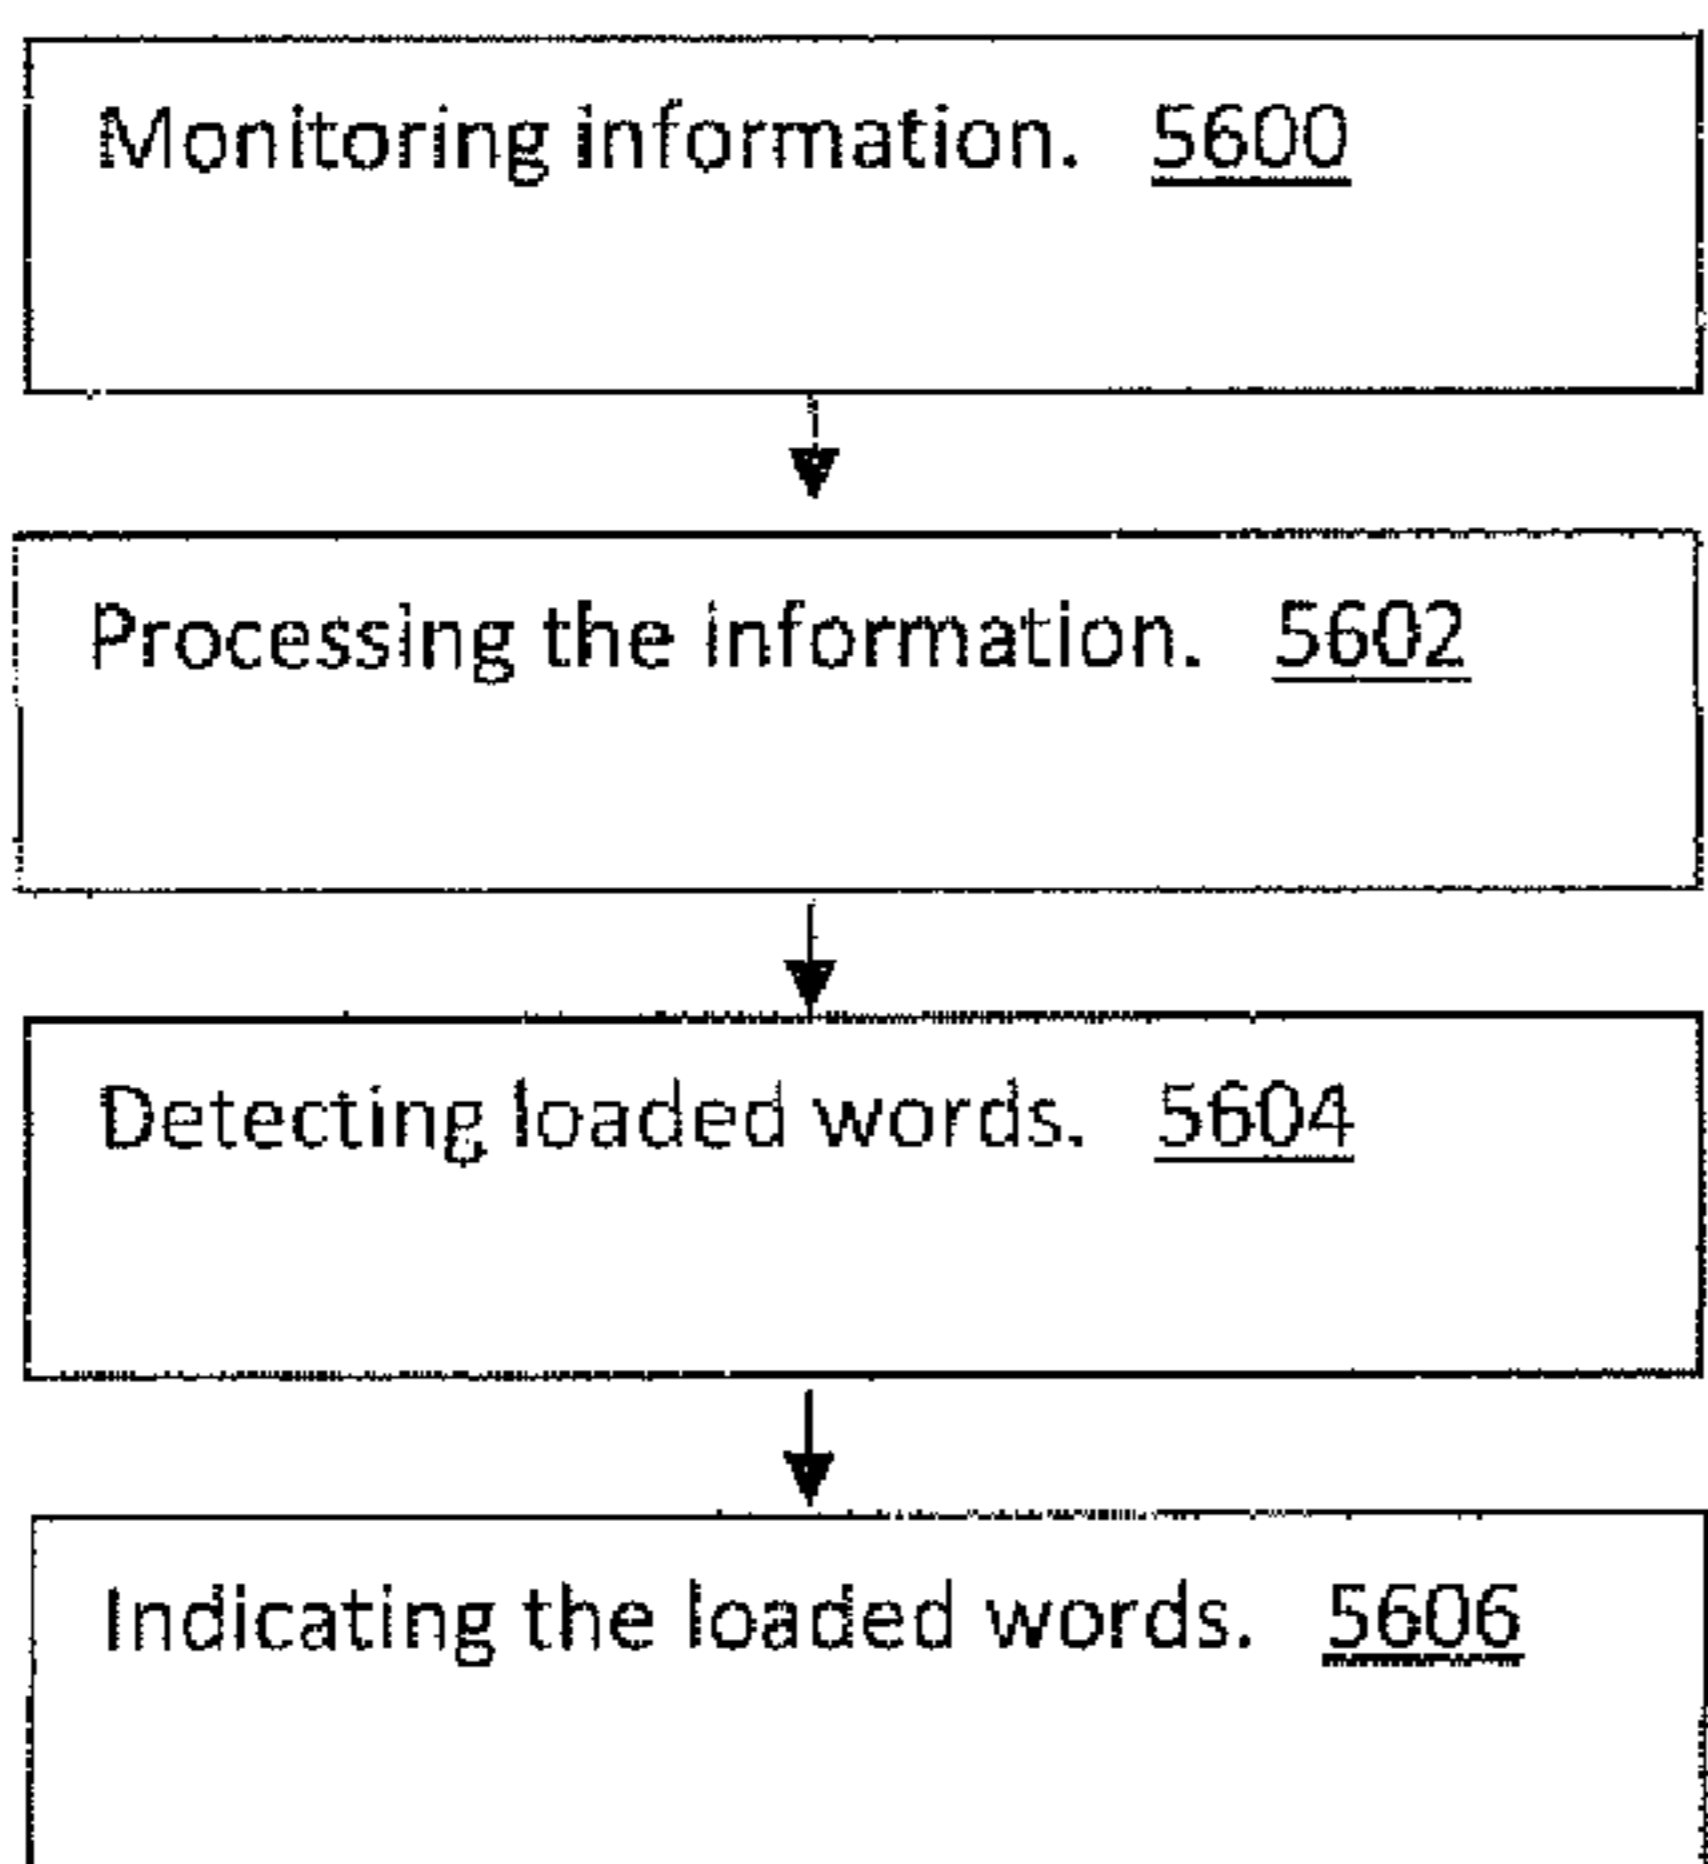 Monitoring information. 5600
Processing the information. 5602
Detecting loaded words. 5604
Indicating the loaded words. 5606